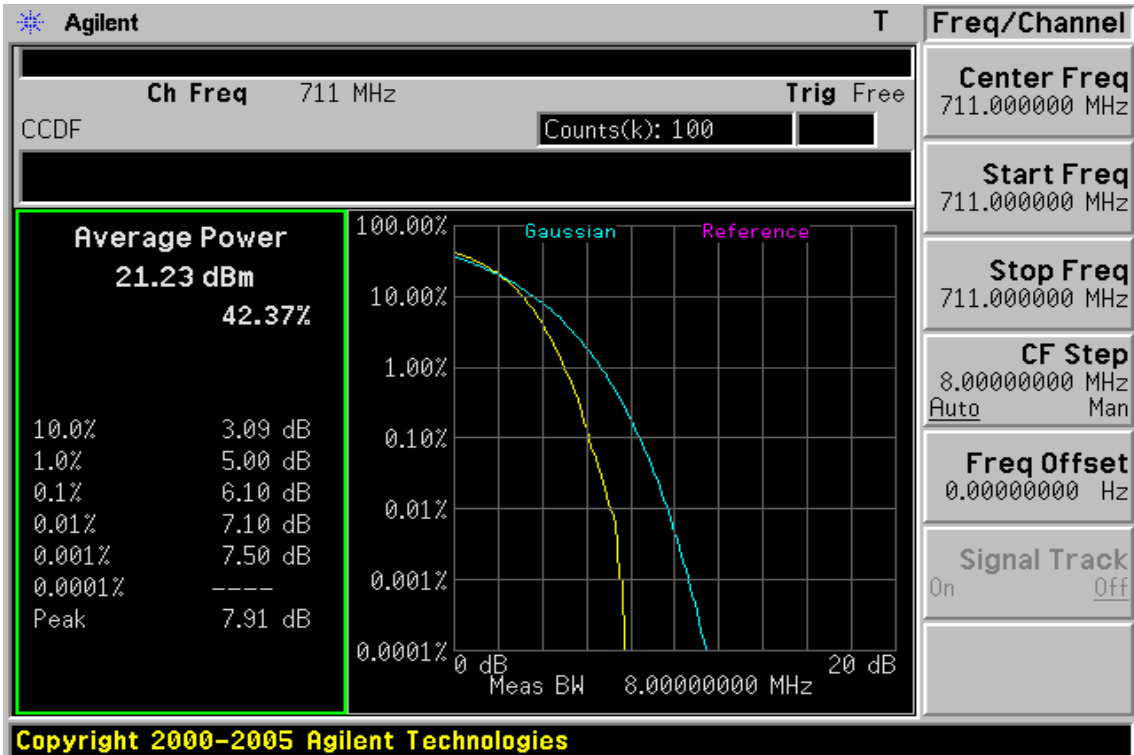 Agilent T
Ch Freq 711 MHz Trig Free
CCDF
Counts(k): 100
Average Power
21.23 dBm
42.37%
10.0% 3.09 dB
1.0% 5.00 dB
0.1% 6.10 dB
0.01% 7.10 dB
0.001% 7.50 dB
0.0001% ----
Peak 7.91 dB
Gaussian Reference
100.00%
10.00%
1.00%
0.10%
0.01%
0.001%
0.0001%
0 dB 20 dB
Meas BW 8.000000000 MHz
Freq/Channel
Center Freq
711.000000 MHz
Start Freq
711.000000 MHz
Stop Freq
711.000000 MHz
CF Step
8.00000000 MHz
Auto Man
Freq Offset
0.00000000 Hz
Signal Track
On Off
Copyright 2000-2005 Agilent Technologies